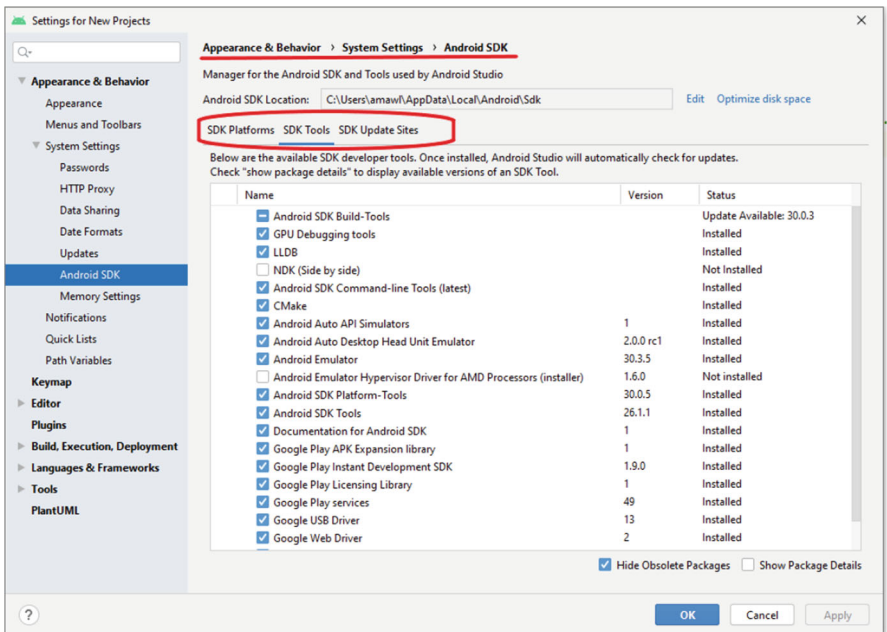 Settings for New Projects
Appearance & Behavior › System Settings › Android SDK
Manager for the Android SDK and Tools used by Android Studio
Android SDK Location: C:\Users\amawl\AppData\Local\Android\Sdk Edit Optimize disk space
SDK Platforms SDK Tools SDK Update Sites
Below are the available SDK developer tools. Once installed, Android Studio will automatically check for updates.
Check "show package details" to display available versions of an SDK Tool.
Appearance & Behavior
Appearance
Menus and Toolbars
System Settings
Passwords
HTTP Proxy
Data Sharing
Date Formats
Updates
Android SDK
Memory Settings
Notifications
Quick Lists
Path Variables
Keymap
Editor
Plugins
Build, Execution, Deployment
Languages & Frameworks
Tools
PlantUML
Name Version Status
Android SDK Build-Tools Update Available: 30.0.3
GPU Debugging tools Installed
LLDB Installed
NDK (Side by side) Not Installed
Android SDK Command-line Tools (latest) Installed
CMake Installed
Android Auto API Simulators 1 Installed
Android Auto Desktop Head Unit Emulator 2.0.0 rc1 Installed
Android Emulator 30.3.5 Installed
Android Emulator Hypervisor Driver for AMD Processors (installer) 1.6.0 Not installed
Android SDK Platform-Tools 30.0.5 Installed
Android SDK Tools 26.1.1 Installed
Documentation for Android SDK 1 Installed
Google Play APK Expansion library 1 Installed
Google Play Instant Development SDK 1.9.0 Installed
Google Play Licensing Library 1 Installed
Google Play services 49 Installed
Google USB Driver 13 Installed
Google Web Driver 2 Installed
Hide Obsolete Packages Show Package Details
? OK Cancel Apply